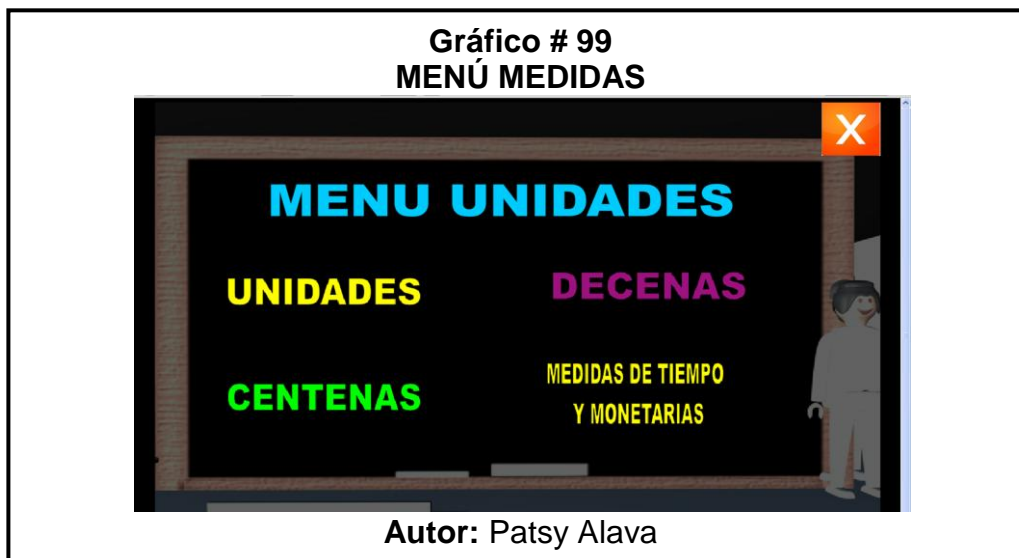 Gráfico # 99
MENÚ MEDIDAS
X
MENU UNIDADES
UNIDADES
DECENAS
CENTENAS
MEDIDAS DE TIEMPO
Y MONETARIAS
Autor: Patsy Alava